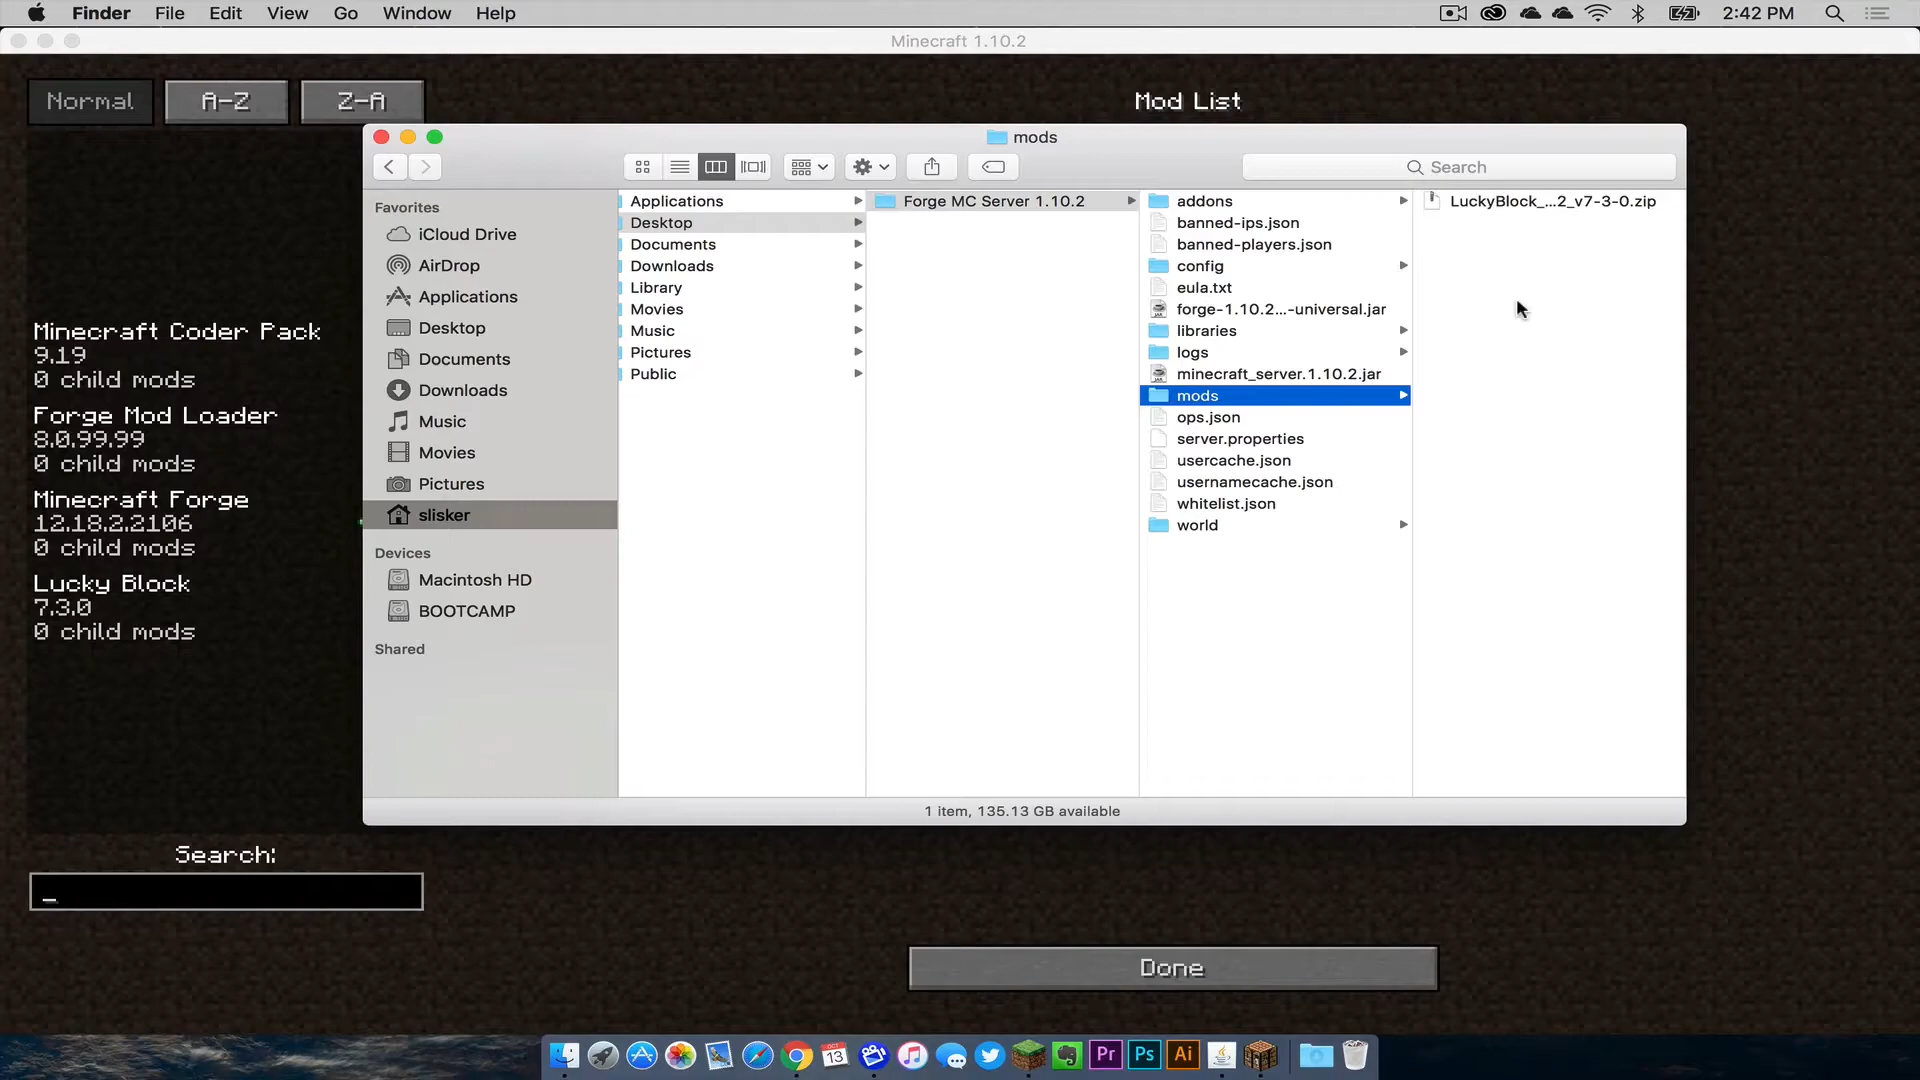 Finder File Edit View Go Window Help 2:42 PM
Minecraft 1.10.2
Normal A-Z Z-A Mod List
mods
Search
Favorites
iCloud Drive
AirDrop
Applications
Desktop
Documents
Downloads
Music
Movies
Pictures
slisker
Devices
Macintosh HD
BOOTCAMP
Shared
Applications
Desktop
Documents
Downloads
Library
Movies
Music
Pictures
Public
Forge MC Server 1.10.2
addons
banned-ips.json
banned-players.json
config
eula.txt
forge-1.10.2...-universal.jar
libraries
logs
minecraft_server.1.10.2.jar
mods
ops.json
server.properties
usercache.json
usernamecache.json
whitelist.json
world
LuckyBlock_...2_v7-3-0.zip
1 item, 135.13 GB available
Minecraft Coder Pack
9.19
0 child mods
Forge Mod Loader
8.0.99.99
0 child mods
Minecraft Forge
12.18.2.2106
0 child mods
Lucky Block
7.3.0
0 child mods
Search:
_
Done
OCT
13
Pr
Ps
Ai